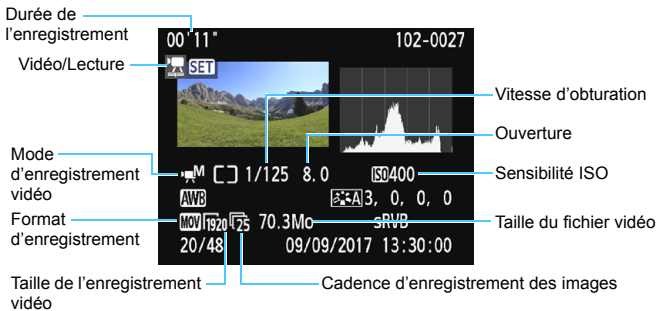 Durée de
l'enregistrement
00'11" 102-0027
Vidéo/Lecture
SET
Vitesse d'obturation
Ouverture
Mode
d'enregistrement
vidéo
M 1/125 8.0 ISO 400
Sensibilité ISO
AWB A 3, 0, 0, 0
Format
d'enregistrement
MOV 1920 25 70.3Mo sRVB
Taille du fichier vidéo
20/48 09/09/2017 13:30:00
Taille de l'enregistrement
vidéo
Cadence d'enregistrement des images